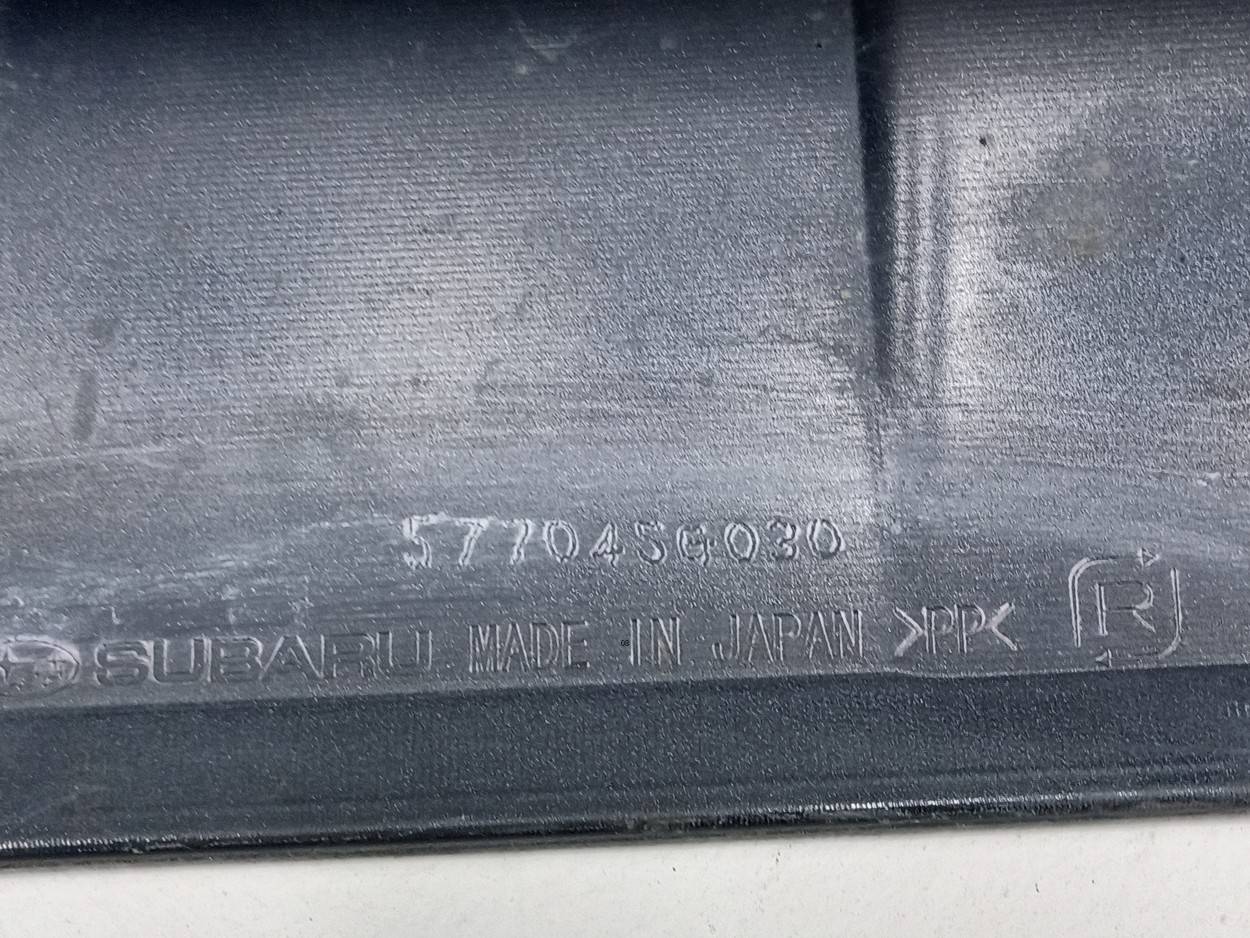 57704SG030
SUBARU MADE IN JAPAN >PP< R